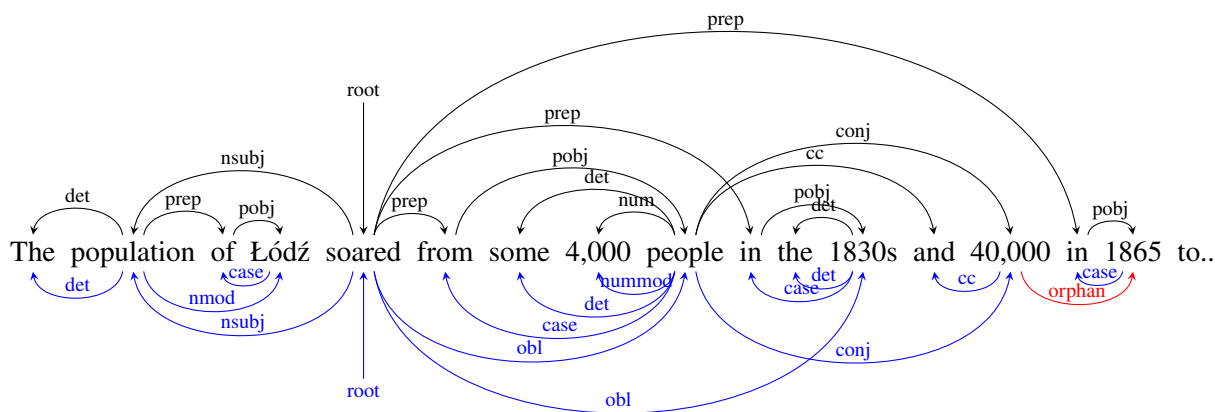 prep
root
prep
conj
nsubj
cc
pobj
det
det
prep
pobj
prep
num
pobj
det
pobj
The population of Łódź soared from some 4,000 people in the 1830s and 40,000 in 1865 to..
det
case
nummod
det
case
cc
case
nmod
det
case
orphan
nsubj
case
obl
conj
root
obl